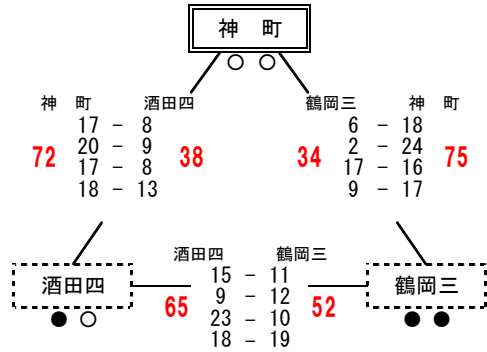 神 町
○ ○
神 町 酒田四 鶴岡三 神 町
17 - 8 6 - 18
20 - 9 2 - 24
72 38 34 75
17 - 8 17 - 16
18 - 13 9 - 17
酒田四 鶴岡三
酒田四 15 - 11 鶴岡三
9 - 12
65 52
● ○ 23 - 10 ● ●
18 - 19